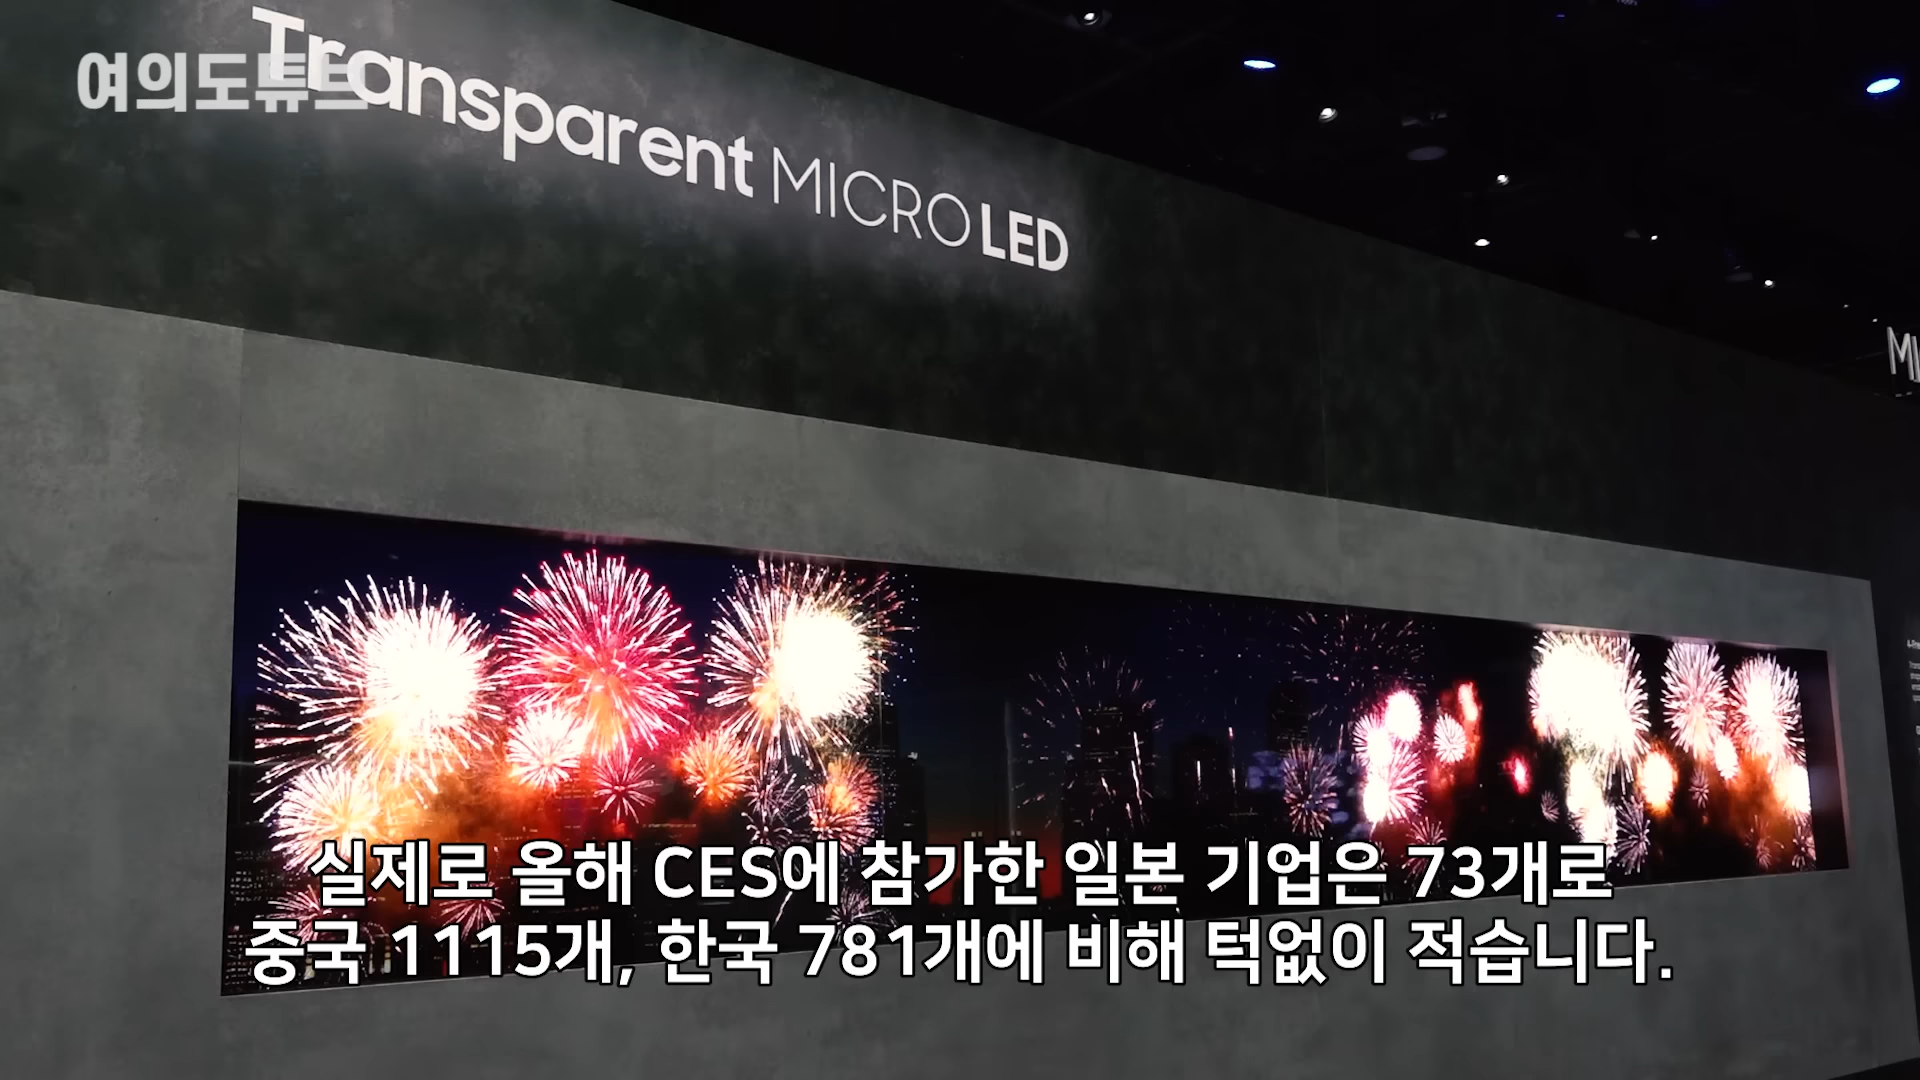 여의도튜브
Transparent MICRO LED
MI
실제로 올해 CES에 참가한 일본 기업은 73개로
중국 1115개, 한국 781개에 비해 턱없이 적습니다.